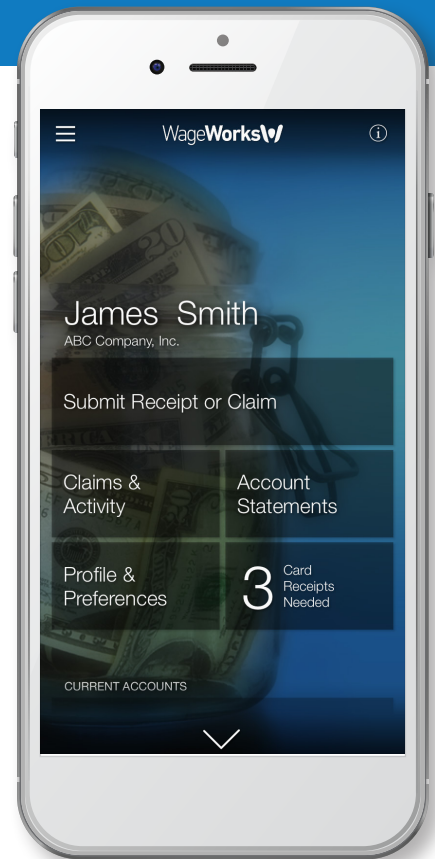 WageWorks
James Smith
ABC Company, Inc.
Submit Receipt or Claim
Claims &
Activity
Account
Statements
Profile &
Preferences
3
Card
Receipts
Needed
CURRENT ACCOUNTS